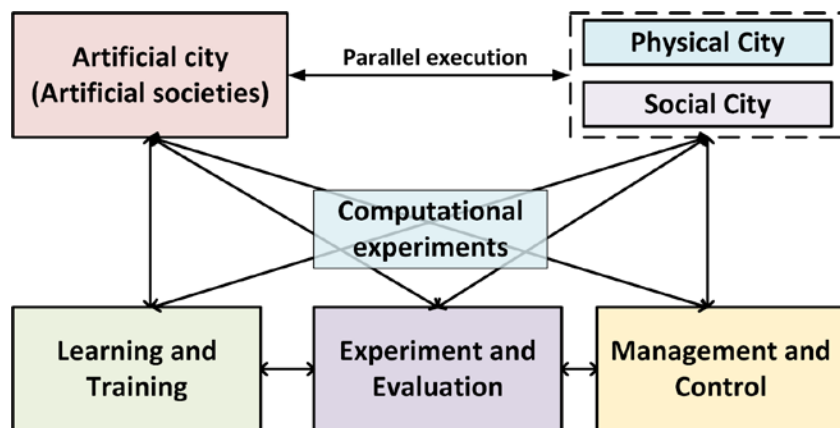 Artificial city
(Artificial societies)
Parallel execution
Physical City
Social City
Computational
experiments
Learning and
Training
Experiment and
Evaluation
Management and
Control